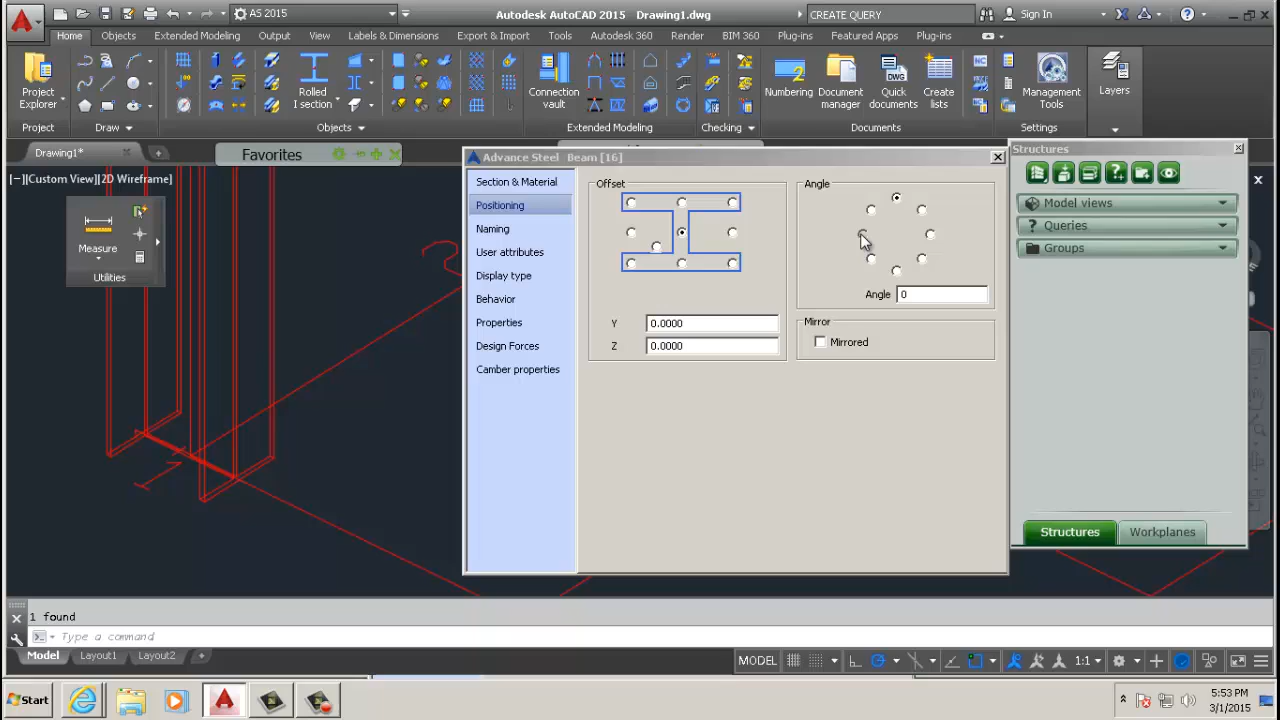 AS 2015
Autodesk AutoCAD 2015 Drawing1.dwg
CREATE QUERY
Sign In
Home
Objects
Extended Modeling
Output
View
Labels & Dimensions
Export & Import
Tools
Autodesk 360
Render
BIM 360
Plug-ins
Featured Apps
Plug-ins
Project
Explorer
Rolled
I section
Connection
vault
Numbering
Document
manager
Quick
documents
Create
lists
Management
Tools
Layers
Project
Draw
Objects
Extended Modeling
Checking
Documents
Settings
Drawing1*
Favorites
[−][Custom View][2D Wireframe]
Measure
Utilities
Advance Steel Beam [16]
Section & Material
Positioning
Naming
User attributes
Display type
Behavior
Properties
Design Forces
Camber properties
Offset
Y 0.0000
Z 0.0000
Angle
Angle 0
Mirror
Mirrored
Structures
Model views
Queries
Groups
Structures
Workplanes
1 found
Type a command
Model
Layout1
Layout2
MODEL
1:1
Start
5:53 PM
3/1/2015